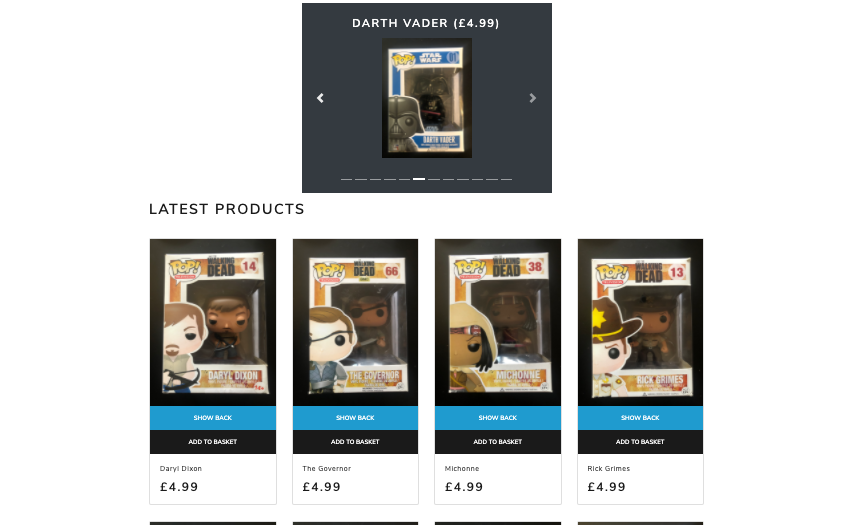 DARTH VADER (£4.99)
POP!
STAR
WARS
DARTH VADER
LATEST PRODUCTS
POP!
THE WALKING
DEAD
14
DARYL DIXON
SHOW BACK
ADD TO BASKET
Daryl Dixon
£4.99
POP!
THE WALKING
DEAD
66
THE GOVERNOR
SHOW BACK
ADD TO BASKET
The Governor
£4.99
POP!
THE WALKING
DEAD
38
MICHONNE
SHOW BACK
ADD TO BASKET
Michonne
£4.99
POP!
THE WALKING
DEAD
13
RICK GRIMES
SHOW BACK
ADD TO BASKET
Rick Grimes
£4.99